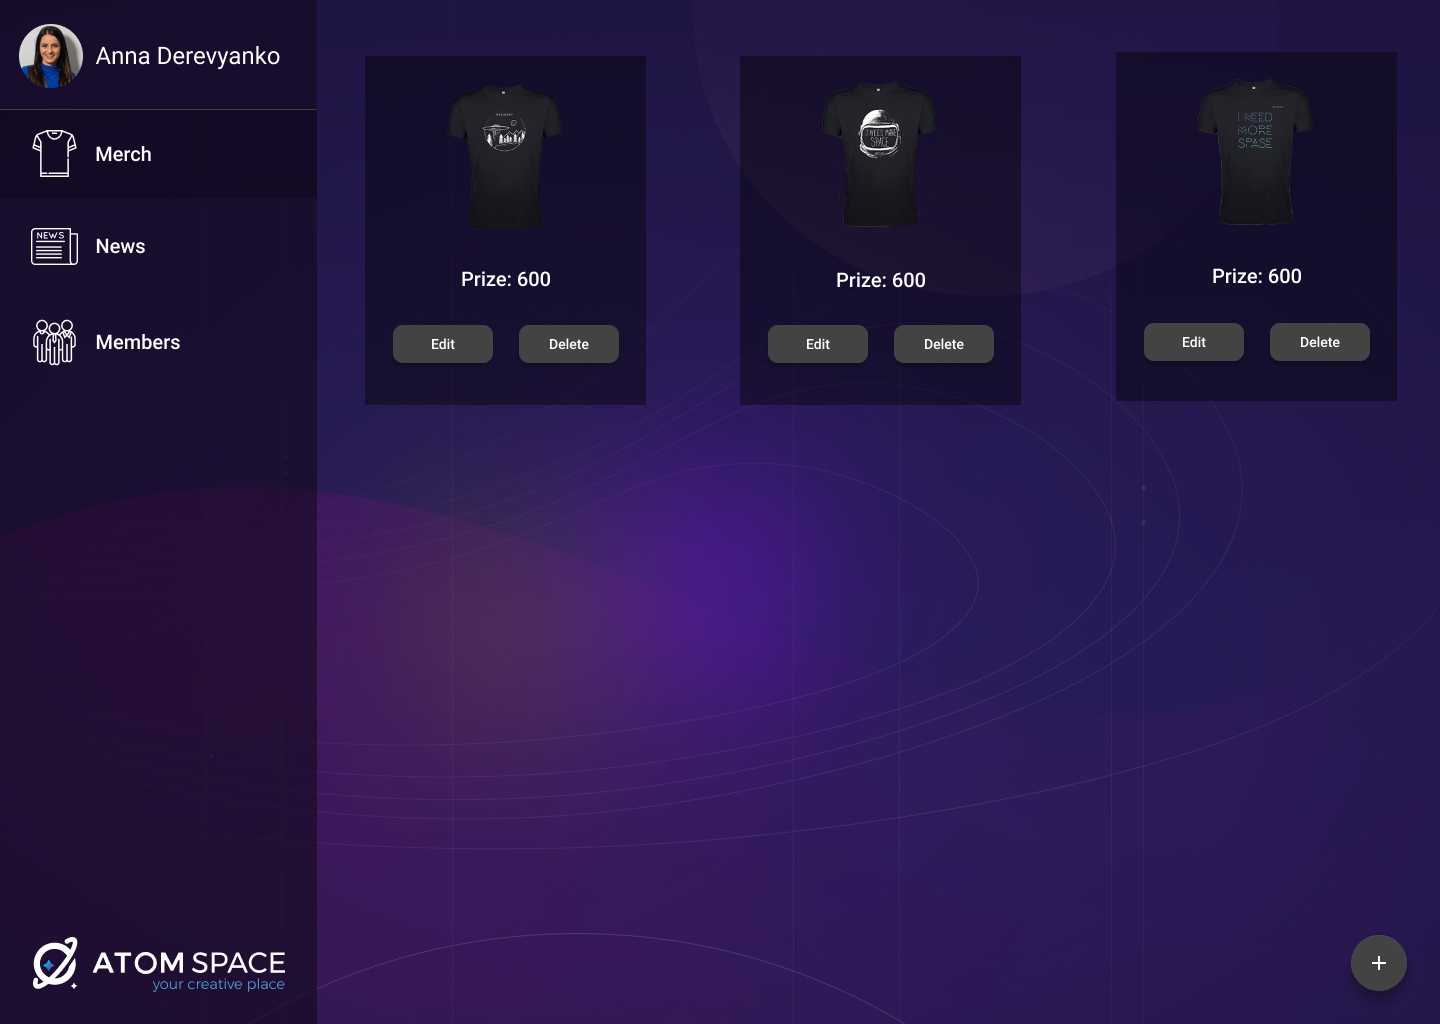 Anna Derevyanko
Merch
NEWS
News
Members
ATOM SPACE
your creative place
Prize: 600
Edit
Delete
I NEED MORE
SPACE
Prize: 600
Edit
Delete
I NEED
MORE
SPASE
Prize: 600
Edit
Delete
+